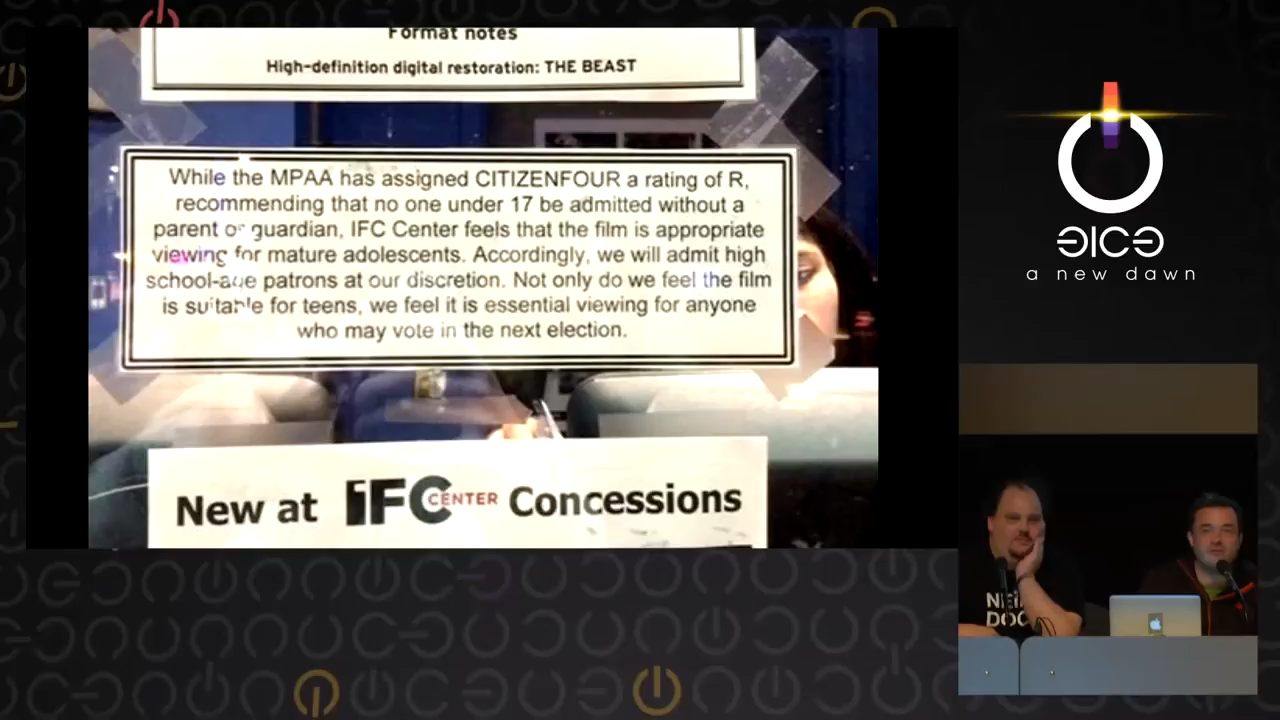 Format notes
High-definition digital restoration: THE BEAST
While the MPAA has assigned CITIZENFOUR a rating of R,
recommending that no one under 17 be admitted without a
parent or guardian, IFC Center feels that the film is appropriate
viewing for mature adolescents. Accordingly, we will admit high
school-age patrons at our discretion. Not only do we feel the film
is suitable for teens, we feel it is essential viewing for anyone
who may vote in the next election.
New at IFC CENTER Concessions
a new dawn